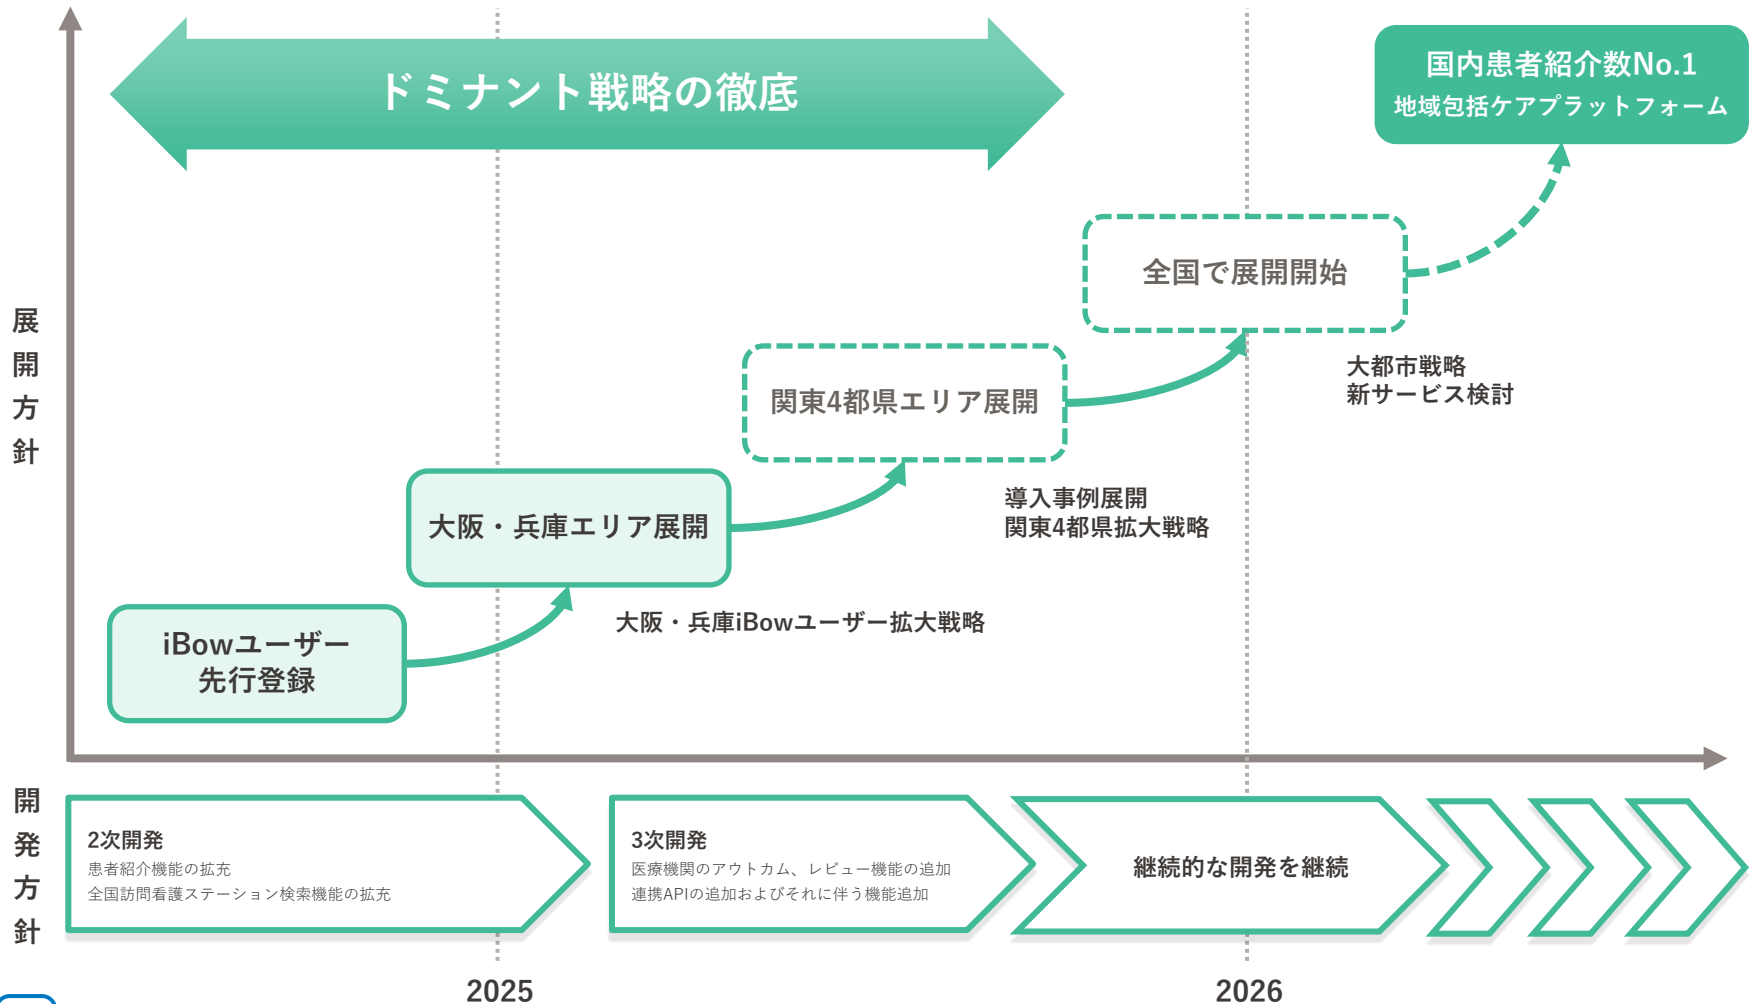 ドミナント戦略の徹底
国内患者紹介数No.1
地域包括ケアプラットフォーム
全国で展開開始
大都市戦略
新サービス検討
関東4都県エリア展開
導入事例展開
関東4都県拡大戦略
大阪・兵庫エリア展開
大阪・兵庫iBowユーザー拡大戦略
iBowユーザー
先行登録
展開方針
開発方針
2次開発
患者紹介機能の拡充
全国訪問看護ステーション検索機能の拡充
3次開発
医療機関のアウトカム、レビュー機能の追加
連携APIの追加およびそれに伴う機能追加
継続的な開発を継続
2025
2026